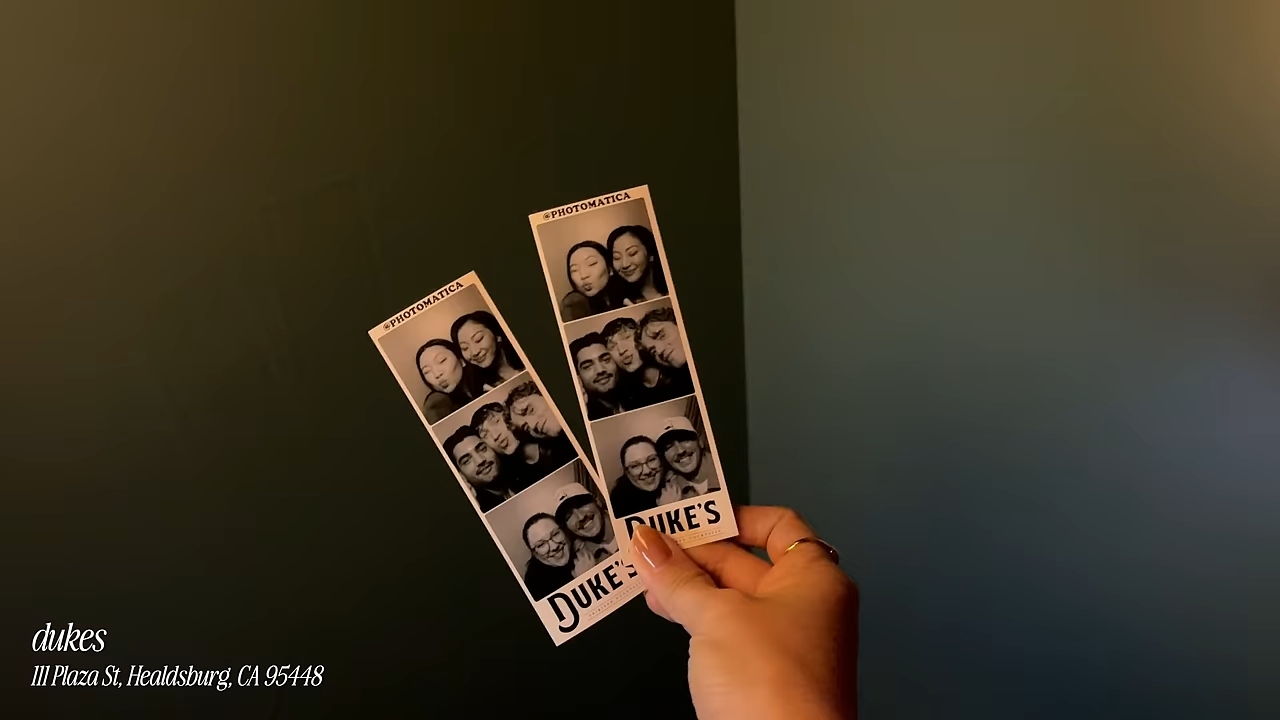 @PHOTOMATICA
@PHOTOMATICA
DUKE'S
DUKE'S
dukes
111 Plaza St, Healdsburg, CA 95448